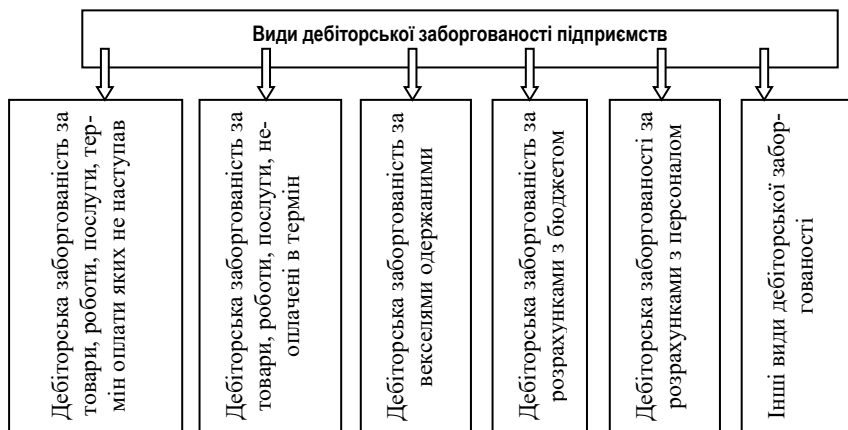 Види дебіторської заборгованості підприємств
Дебіторська заборгованість за
товари, роботи, послуги, тер-
мін оплати яких не наступав
Дебіторська заборгованість за
товари, роботи, послуги, не-
оплачені в термін
Дебіторська заборгованість за
векселями одержаними
Дебіторська заборгованість за
розрахунками з бюджетом
Дебіторська заборгованості за
розрахунками з персоналом
Інші види дебіторської забор-
гованості